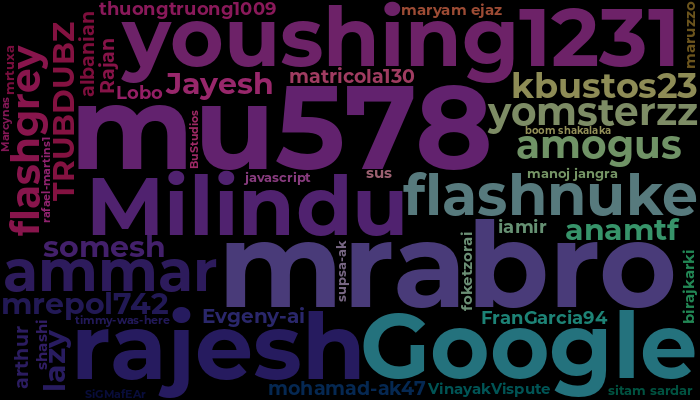 thuongtruong1009
maryam ejaz
maruzzo
youshing1231
albanian
Rajan
mrtuxa
Marcynas
flashgrey
TRUBDUBZ
rafael-martins1
Lobo
Jayesh
matricola130
kbustos23
mu578
yomsterzz
BuStudios
boom shakalaka
amogus
javascript
sus
manoj jangra
Milindu
flashnuke
iamir
anamtf
somesh
ammar
supsa-ak
mrabro
foketzorai
birajkarki
mrepol742
timmy-was-here
Evgeny-ai
FranGarcia94
arthur
shashi
lazy
rajesh
Google
SiGMafEAr
mohamad-ak47
VinayakVispute
sitam sardar